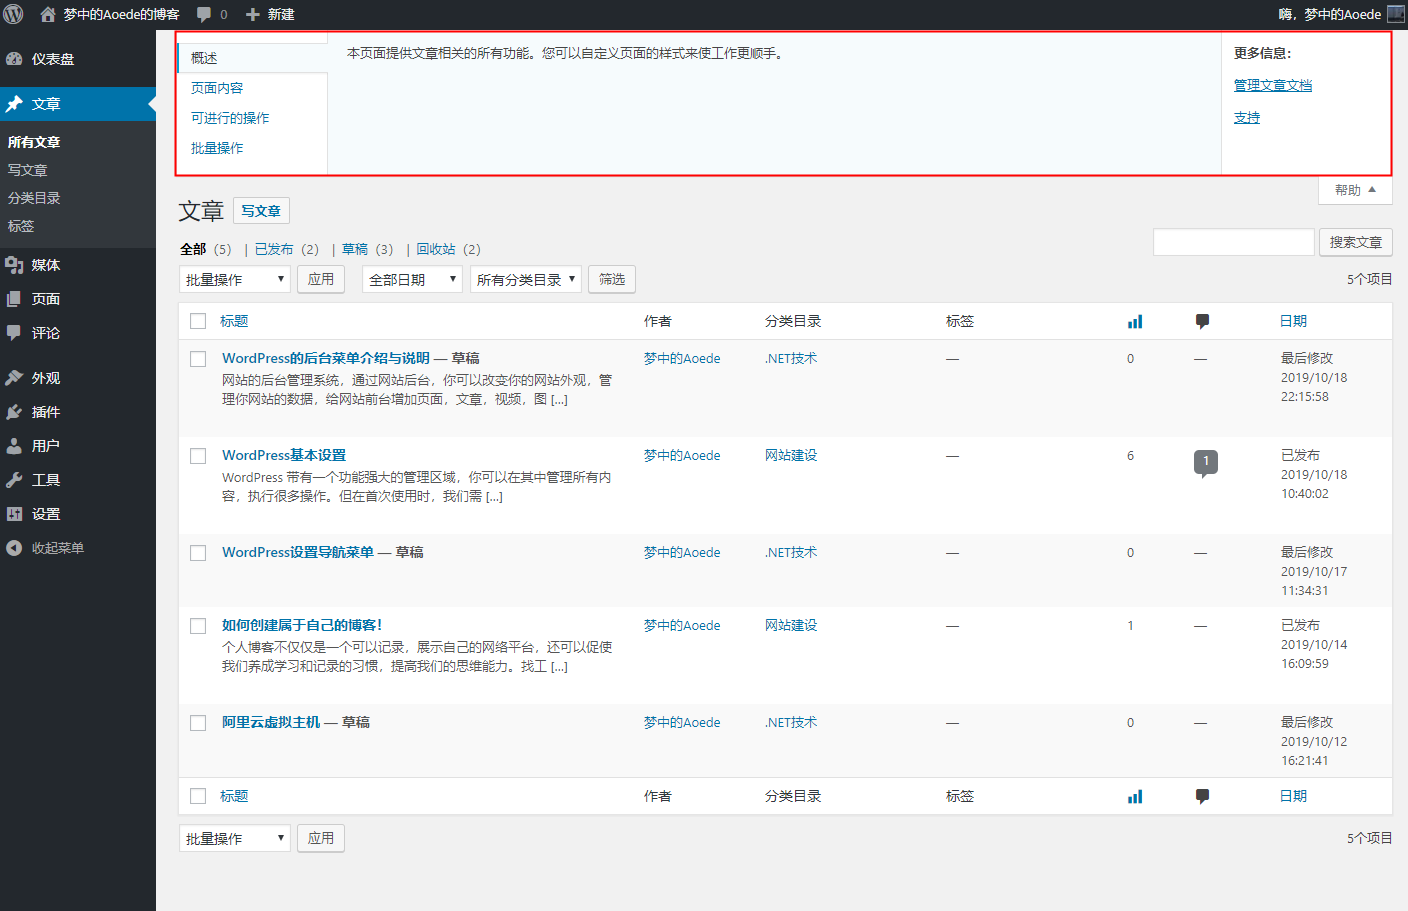 梦中的Aoede的博客 0 新建 嗨，梦中的Aoede
仪表盘
文章
所有文章
写文章
分类目录
标签
媒体
页面
评论
外观
插件
用户
工具
设置
收起菜单
概述
页面内容
可进行的操作
批量操作
本页面提供文章相关的所有功能。您可以自定义页面的样式来使工作更顺手。
更多信息：
管理文章文档
支持
帮助
文章 写文章
全部 (5) | 已发布 (2) | 草稿 (3) | 回收站 (2)
搜索文章
批量操作 应用 全部日期 所有分类目录 筛选 5个项目
标题 作者 分类目录 标签 日期
WordPress的后台菜单介绍与说明 — 草稿 梦中的Aoede .NET技术 — 0 — 最后修改
网站的后台管理系统，通过网站后台，你可以改变你的网站外观，管 2019/10/18
理你网站的数据，给网站前台增加页面，文章，视频，图 [...] 22:15:58
WordPress基本设置 梦中的Aoede 网站建设 — 6 1 已发布
WordPress 带有一个功能强大的管理区域，你可以在其中管理所有内 2019/10/18
容，执行很多操作。但在首次使用时，我们需 [...] 10:40:02
WordPress设置导航菜单 — 草稿 梦中的Aoede .NET技术 — 0 — 最后修改
2019/10/17
11:34:31
如何创建属于自己的博客！ 梦中的Aoede 网站建设 — 1 — 已发布
个人博客不仅仅是一个可以记录，展示自己的网络平台，还可以促使 2019/10/14
我们养成学习和记录的习惯，提高我们的思维能力。找工 [...] 16:09:59
阿里云虚拟主机 — 草稿 梦中的Aoede .NET技术 — 0 — 最后修改
2019/10/12
16:21:41
标题 作者 分类目录 标签 日期
批量操作 应用 5个项目